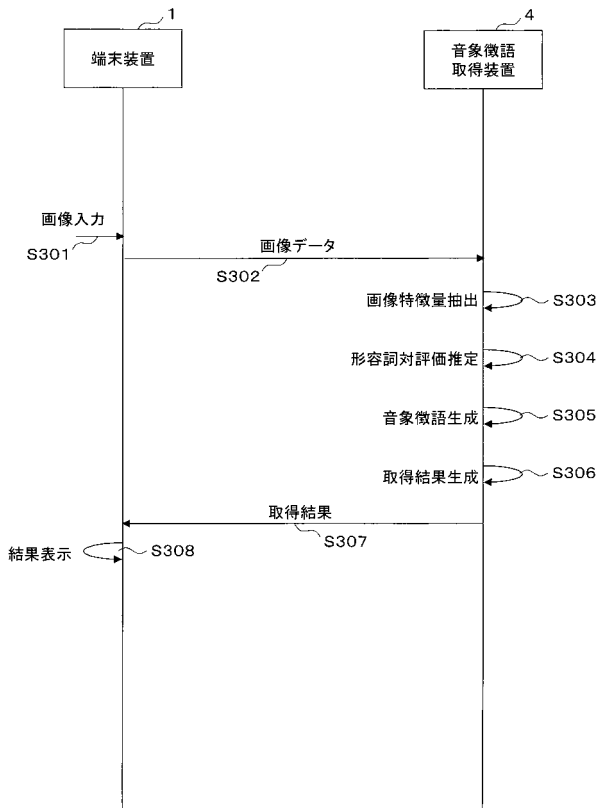 1
端末装置
4
音象徴語
取得装置
画像入力
S301
画像データ
S302
画像特徴量抽出
S303
形容詞対評価推定
S304
音象徴語生成
S305
取得結果生成
S306
取得結果
S307
結果表示
S308